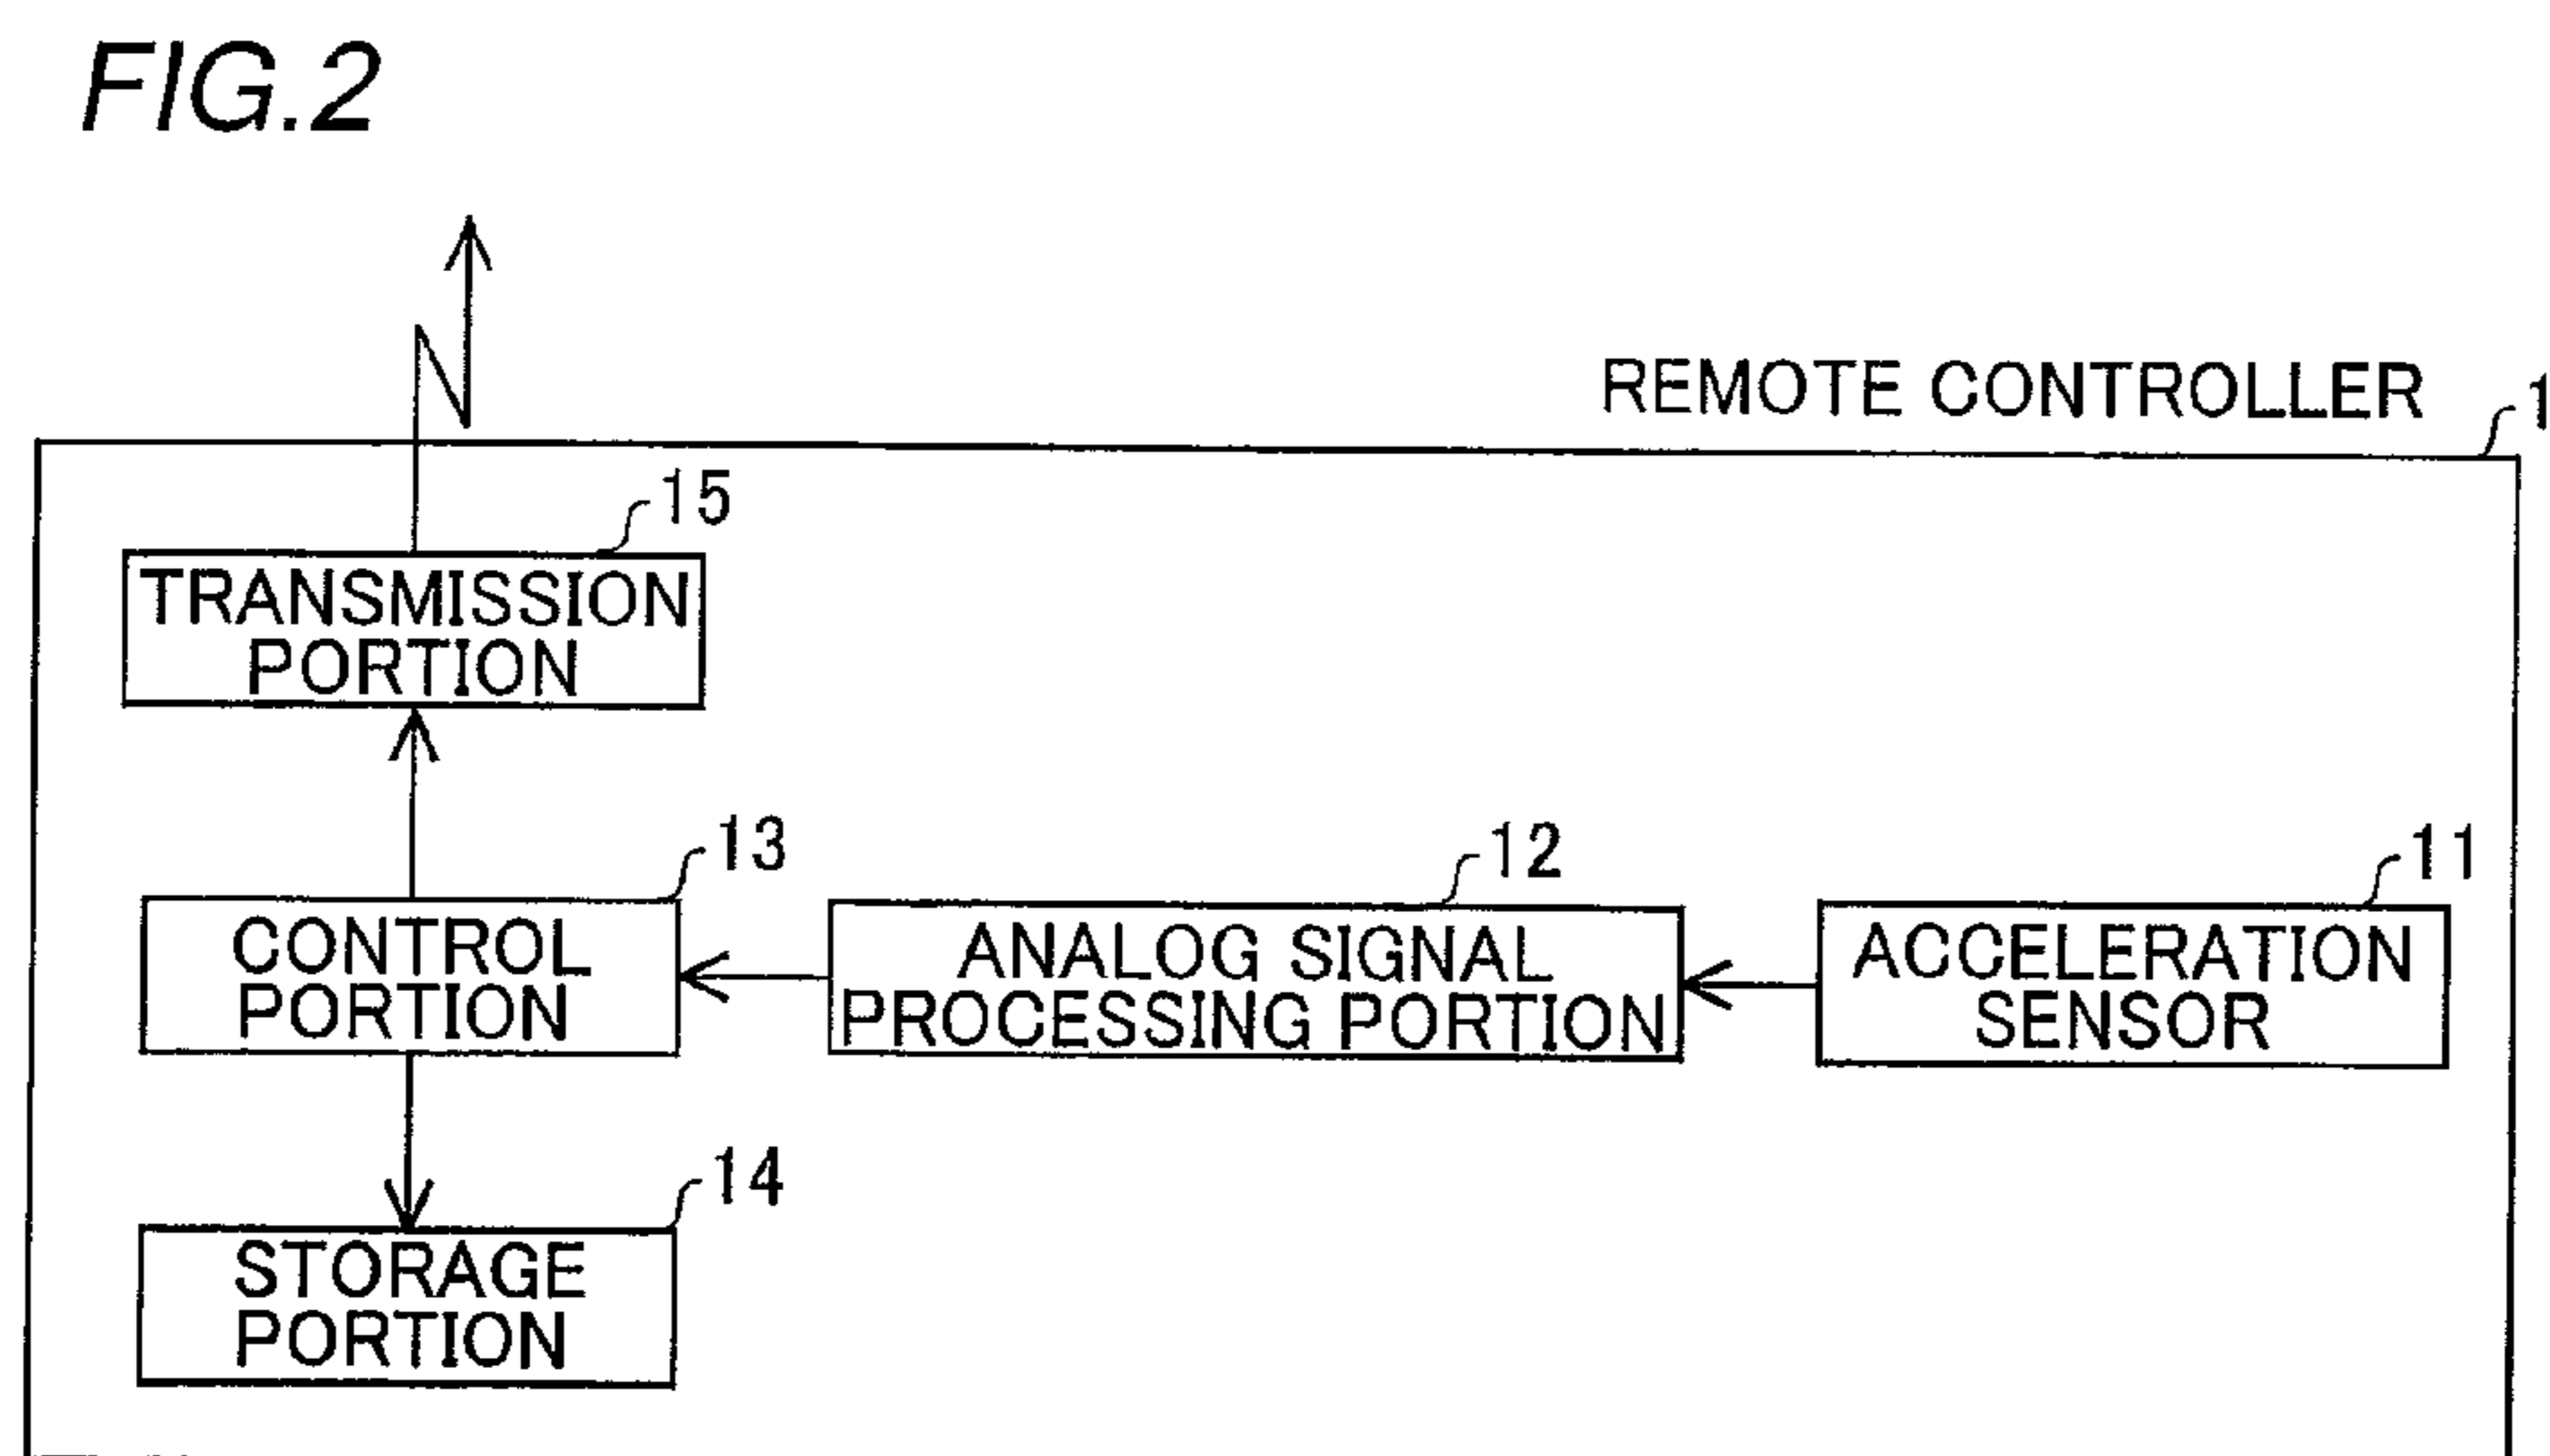 FIG.2
REMOTE CONTROLLER
1
15
TRANSMISSION
PORTION
13
CONTROL
PORTION
12
ANALOG SIGNAL
PROCESSING PORTION
11
ACCELERATION
SENSOR
14
STORAGE
PORTION